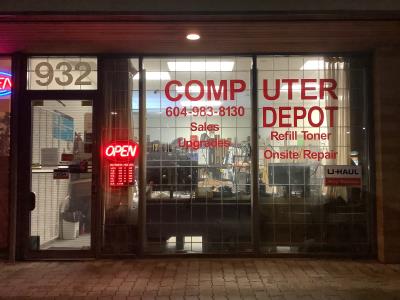 932
COMP UTER
604-983-8130
DEPOT
Sales
Refill Toner
Upgrades
Onsite/Repair
OPEN
U-HAUL